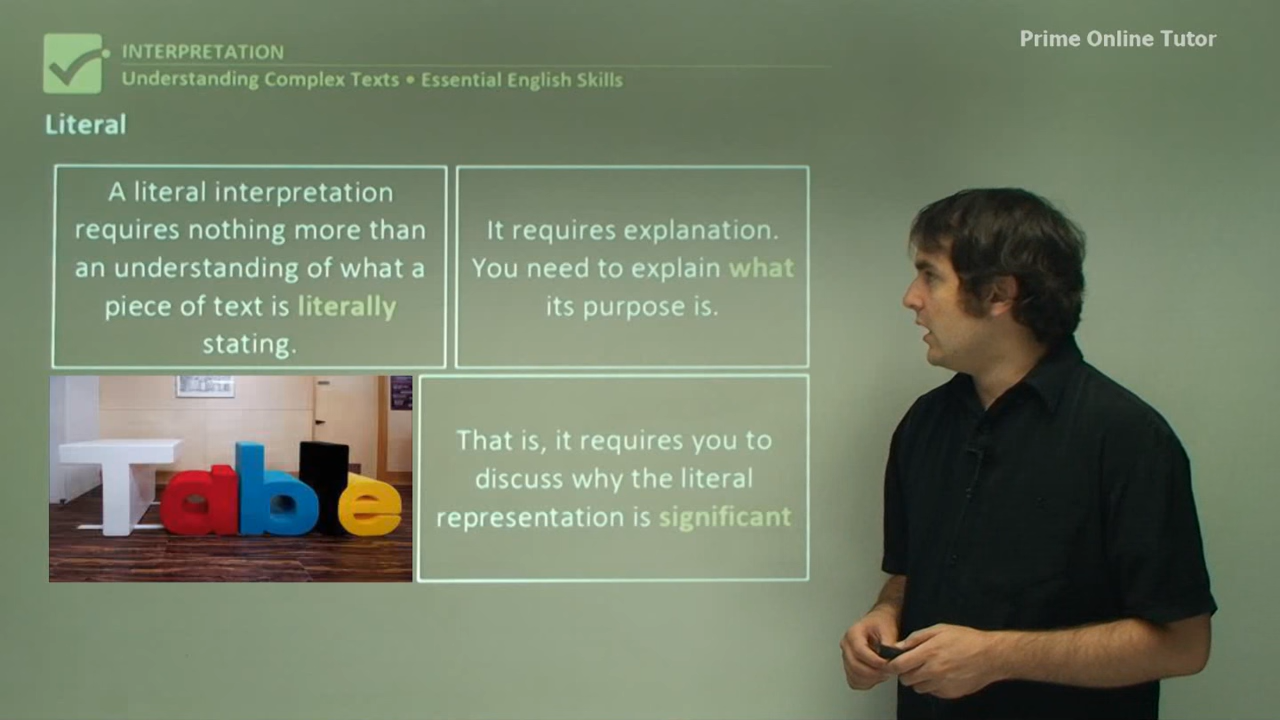 Prime Online Tutor
INTERPRETATION
Understanding Complex Texts • Essential English Skills
Literal
A literal interpretation
requires nothing more than
an understanding of what a
piece of text is literally
stating.
It requires explanation.
You need to explain what
its purpose is.
Table
That is, it requires you to
discuss why the literal
representation is significant